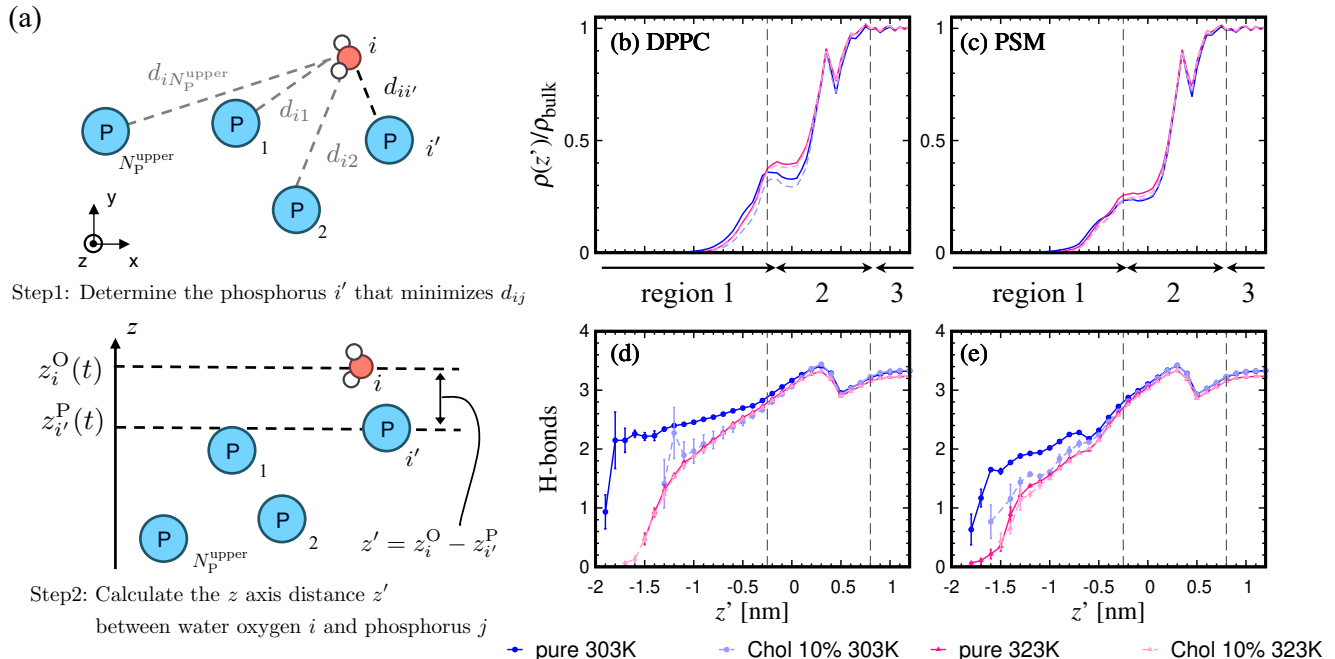 (a)
i
d_{iN_P^{upper}}
d_{ii'}
d_{i1}
d_{i2}
P
P
P
P
N_P^{upper}
1
i'
2
y
z
x
Step1: Determine the phosphorus i′ that minimizes d_{ij}
z
z_i^O(t)
i
z_{i'}^P(t)
P
P
P
P
1
i'
2
N_P^{upper}
z′ = z_i^O − z_{i'}^P
Step2: Calculate the z axis distance z′
between water oxygen i and phosphorus j
(b) DPPC
(c) PSM
ρ(z')/ρ_bulk
1
0.5
0
1
0.5
0
region 1
2
3
region 1
2
3
(d)
(e)
H-bonds
4
3
2
1
0
4
3
2
1
0
-2 -1.5 -1 -0.5 0 0.5 1
-2 -1.5 -1 -0.5 0 0.5 1
z' [nm]
z' [nm]
pure 303K
Chol 10% 303K
pure 323K
Chol 10% 323K